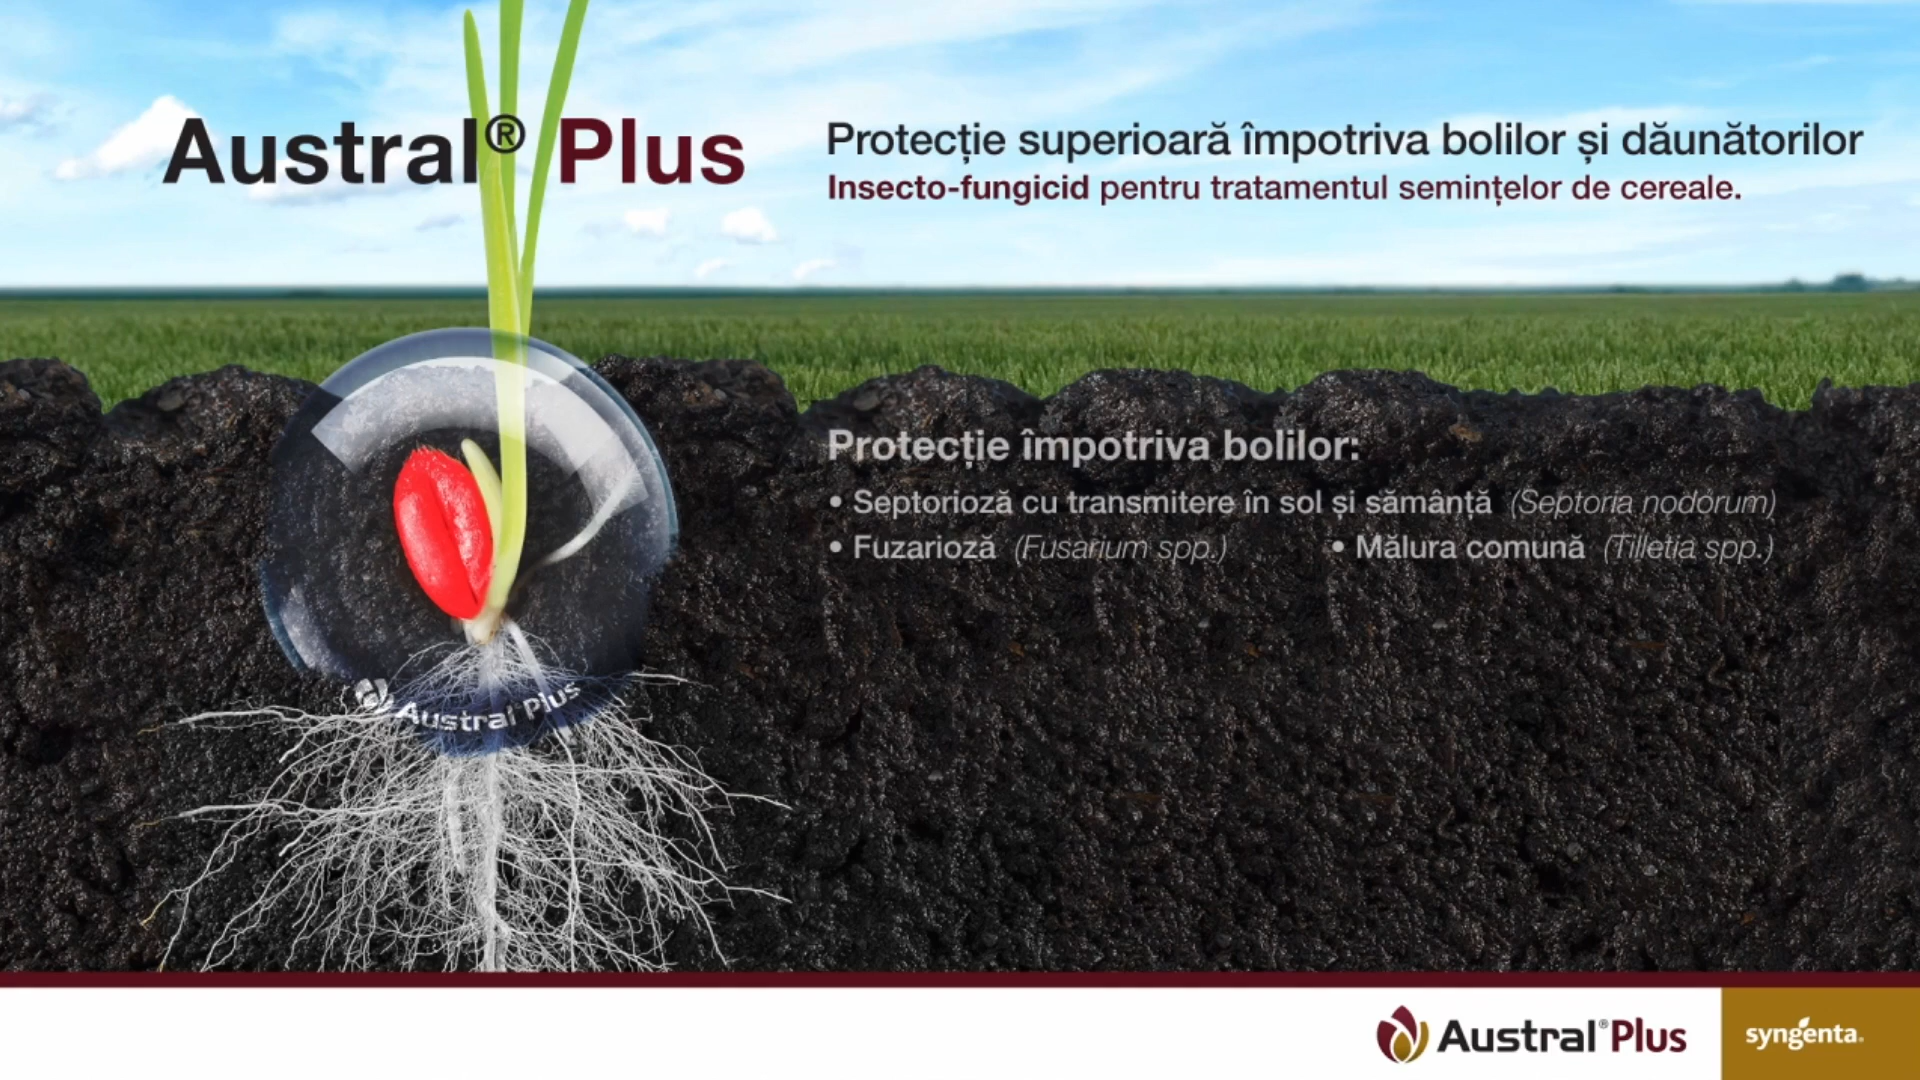 Austral® Plus
Protecție superioară împotriva bolilor și dăunătorilor
Insecto-fungicid pentru tratamentul semințelor de cereale.
Protecție împotriva bolilor:
• Septorioză cu transmitere în sol și sămânță (Septoria nodorum)
• Fuzarioză (Fusarium spp.) • Mălura comună (Tilletia spp.)
Austral Plus
Austral® Plus
syngenta.